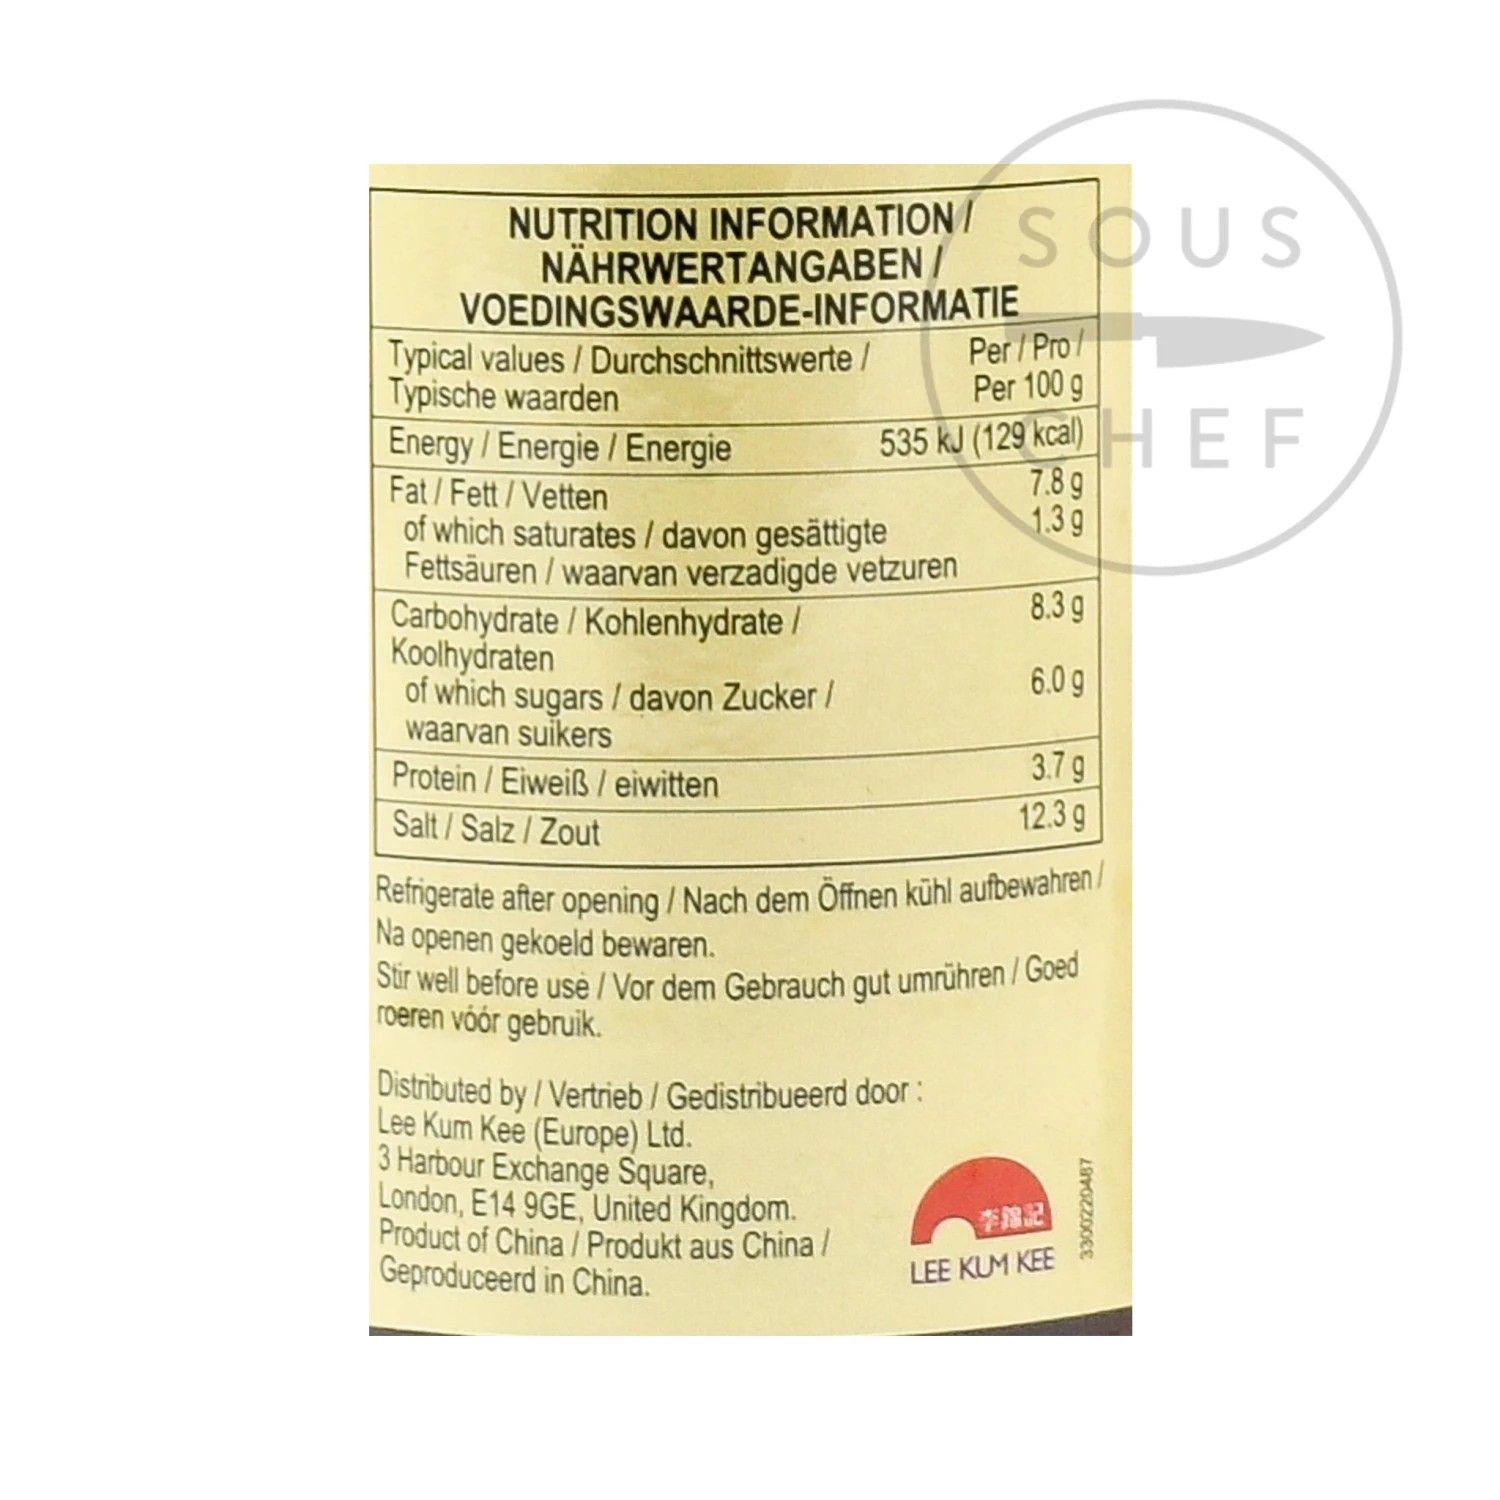 NUTRITION INFORMATION /
NÄHRWERTANGABEN /
VOEDINGSWAARDE-INFORMATIE
Typical values / Durchschnittswerte / Per / Pro /
Typische waarden Per 100 g
Energy / Energie / Energie 535 kJ (129 kcal)
Fat / Fett / Vetten 7.8 g
of which saturates / davon gesättigte 1.3 g
Fettsäuren / waarvan verzadigde vetzuren
Carbohydrate / Kohlenhydrate / 8.3 g
Koolhydraten
of which sugars / davon Zucker / 6.0 g
waarvan suikers
Protein / Eiweiß / eiwitten 3.7 g
Salt / Salz / Zout 12.3 g
Refrigerate after opening / Nach dem Öffnen kühl aufbewahren /
Na openen gekoeld bewaren.
Stir well before use / Vor dem Gebrauch gut umrühren / Goed
roeren vóór gebruik.
Distributed by / Vertrieb / Gedistribueerd door :
Lee Kum Kee (Europe) Ltd.
3 Harbour Exchange Square,
London, E14 9GE, United Kingdom.
Product of China / Produkt aus China /
Geproduceerd in China.
李錦記
LEE KUM KEE
3300220487
SOUS
CHEF